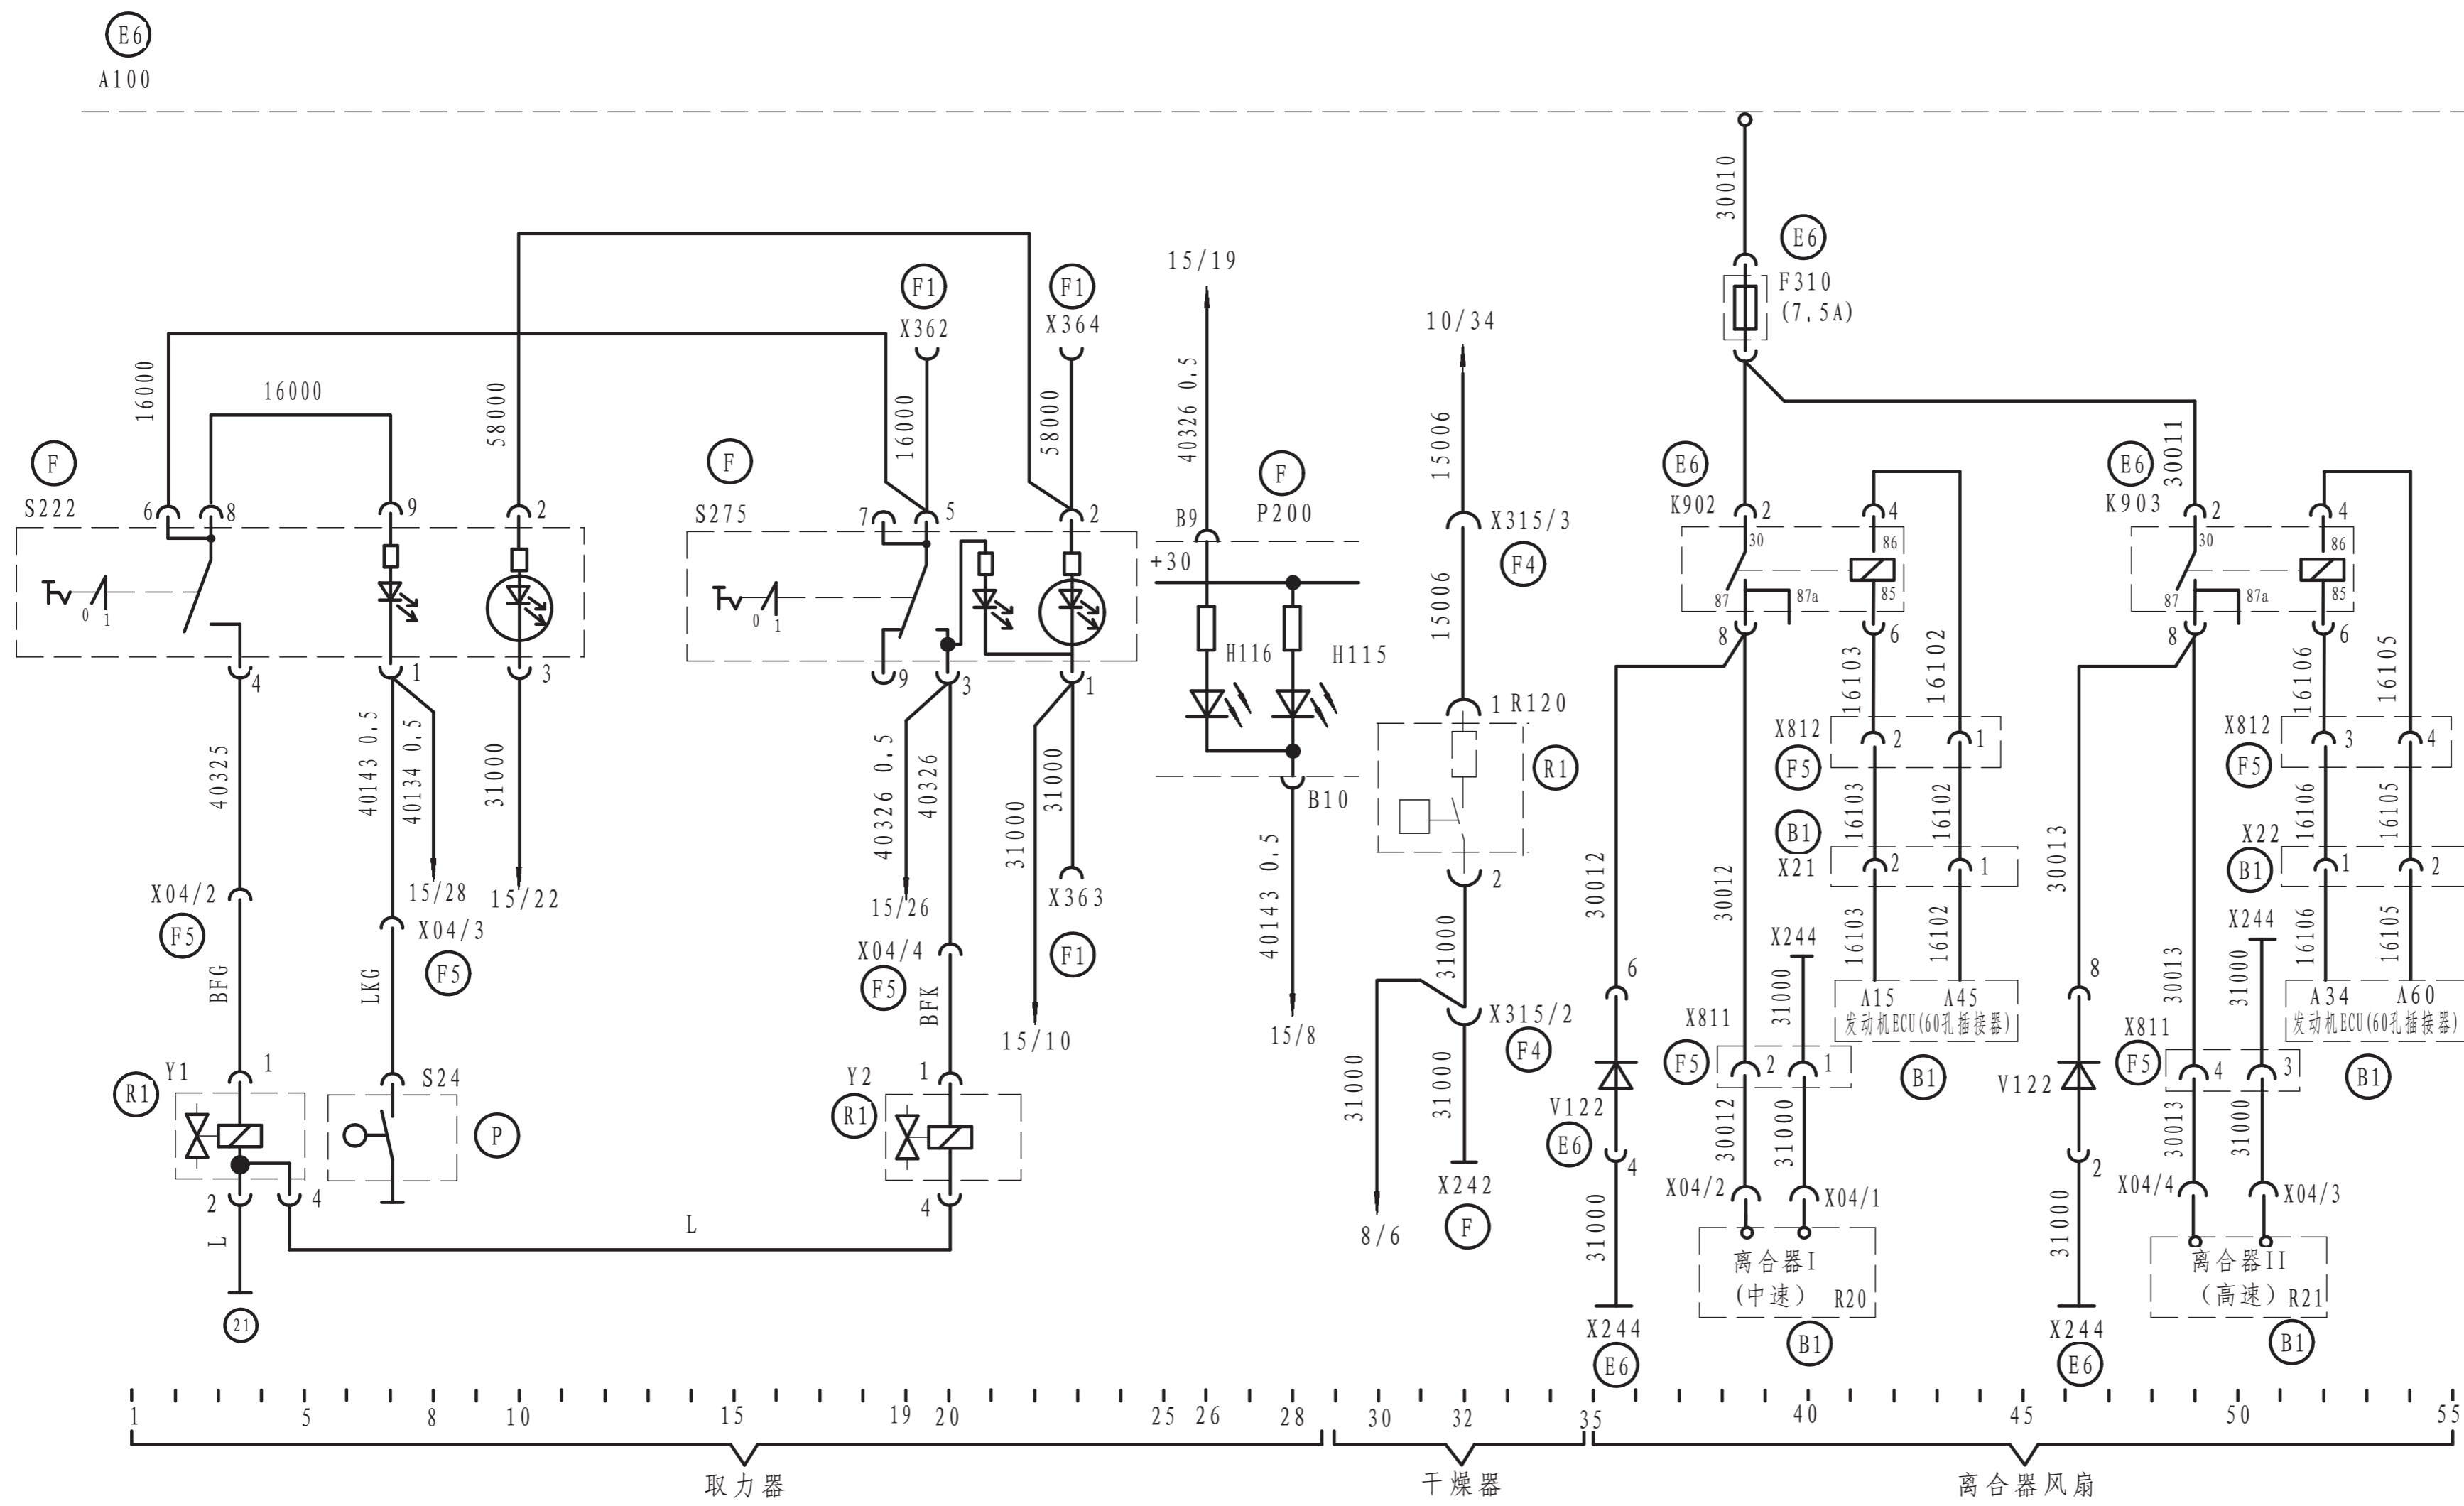 E6
A100
30010
E6
F310
(7.5A)
15/19
F1
X362
F1
X364
10/34
16000
16000
58000
16000
58000
40326 0.5
15006
30011
F
S222
6
8
9
2
F
S275
7
5
2
B9
F
P200
X315/3
F4
E6
K902
2
4
E6
K903
2
4
+30
30
86
30
86
0
1
0
1
87
87a
85
87
87a
85
15006
8
6
8
6
H116
H115
4
1
3
9
3
1
16103
16102
16106
16105
1
R120
X812
F5
2
1
X812
F5
3
4
R1
40325
40143 0.5
40134 0.5
31000
40326 0.5
40326
31000
31000
B10
16103
16102
16106
16105
B1
X21
2
1
X22
B1
1
2
2
15/28
15/22
15/26
X363
40143 0.5
30012
30012
30013
X04/2
F5
X04/3
F5
X04/4
F5
F1
31000
X244
16103
16102
X244
16106
16105
6
8
BFG
LKG
BFK
31000
30013
31000
A15
A45
发动机ECU(60孔插接器)
A34
A60
发动机ECU(60孔插接器)
15/10
15/8
X315/2
F4
X811
F5
2
1
B1
X811
F5
4
3
B1
R1
Y1
1
S24
P
Y2
1
R1
31000
31000
V122
E6
30012
31000
V122
30013
31000
2
4
4
X242
F
4
2
X04/2
X04/1
X04/4
X04/3
L
L
8/6
31000
31000
离合器I
(中速)
R20
离合器II
(高速)
R21
21
X244
E6
B1
X244
E6
B1
1
5
8
10
15
19
20
25
26
28
30
32
35
40
45
50
55
取力器
干燥器
离合器风扇